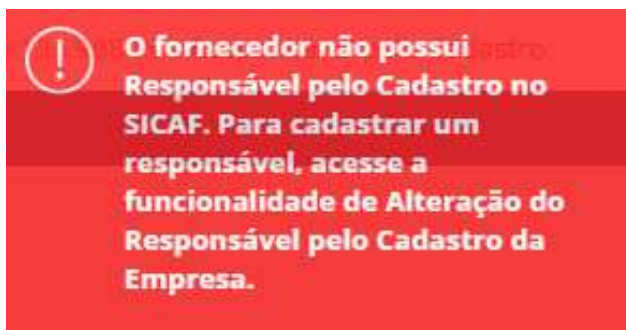 O fornecedor não possui
Responsável pelo Cadastro no
SICAF. Para cadastrar um
responsável, acesse a
funcionalidade de Alteração do
Responsável pelo Cadastro da
Empresa.